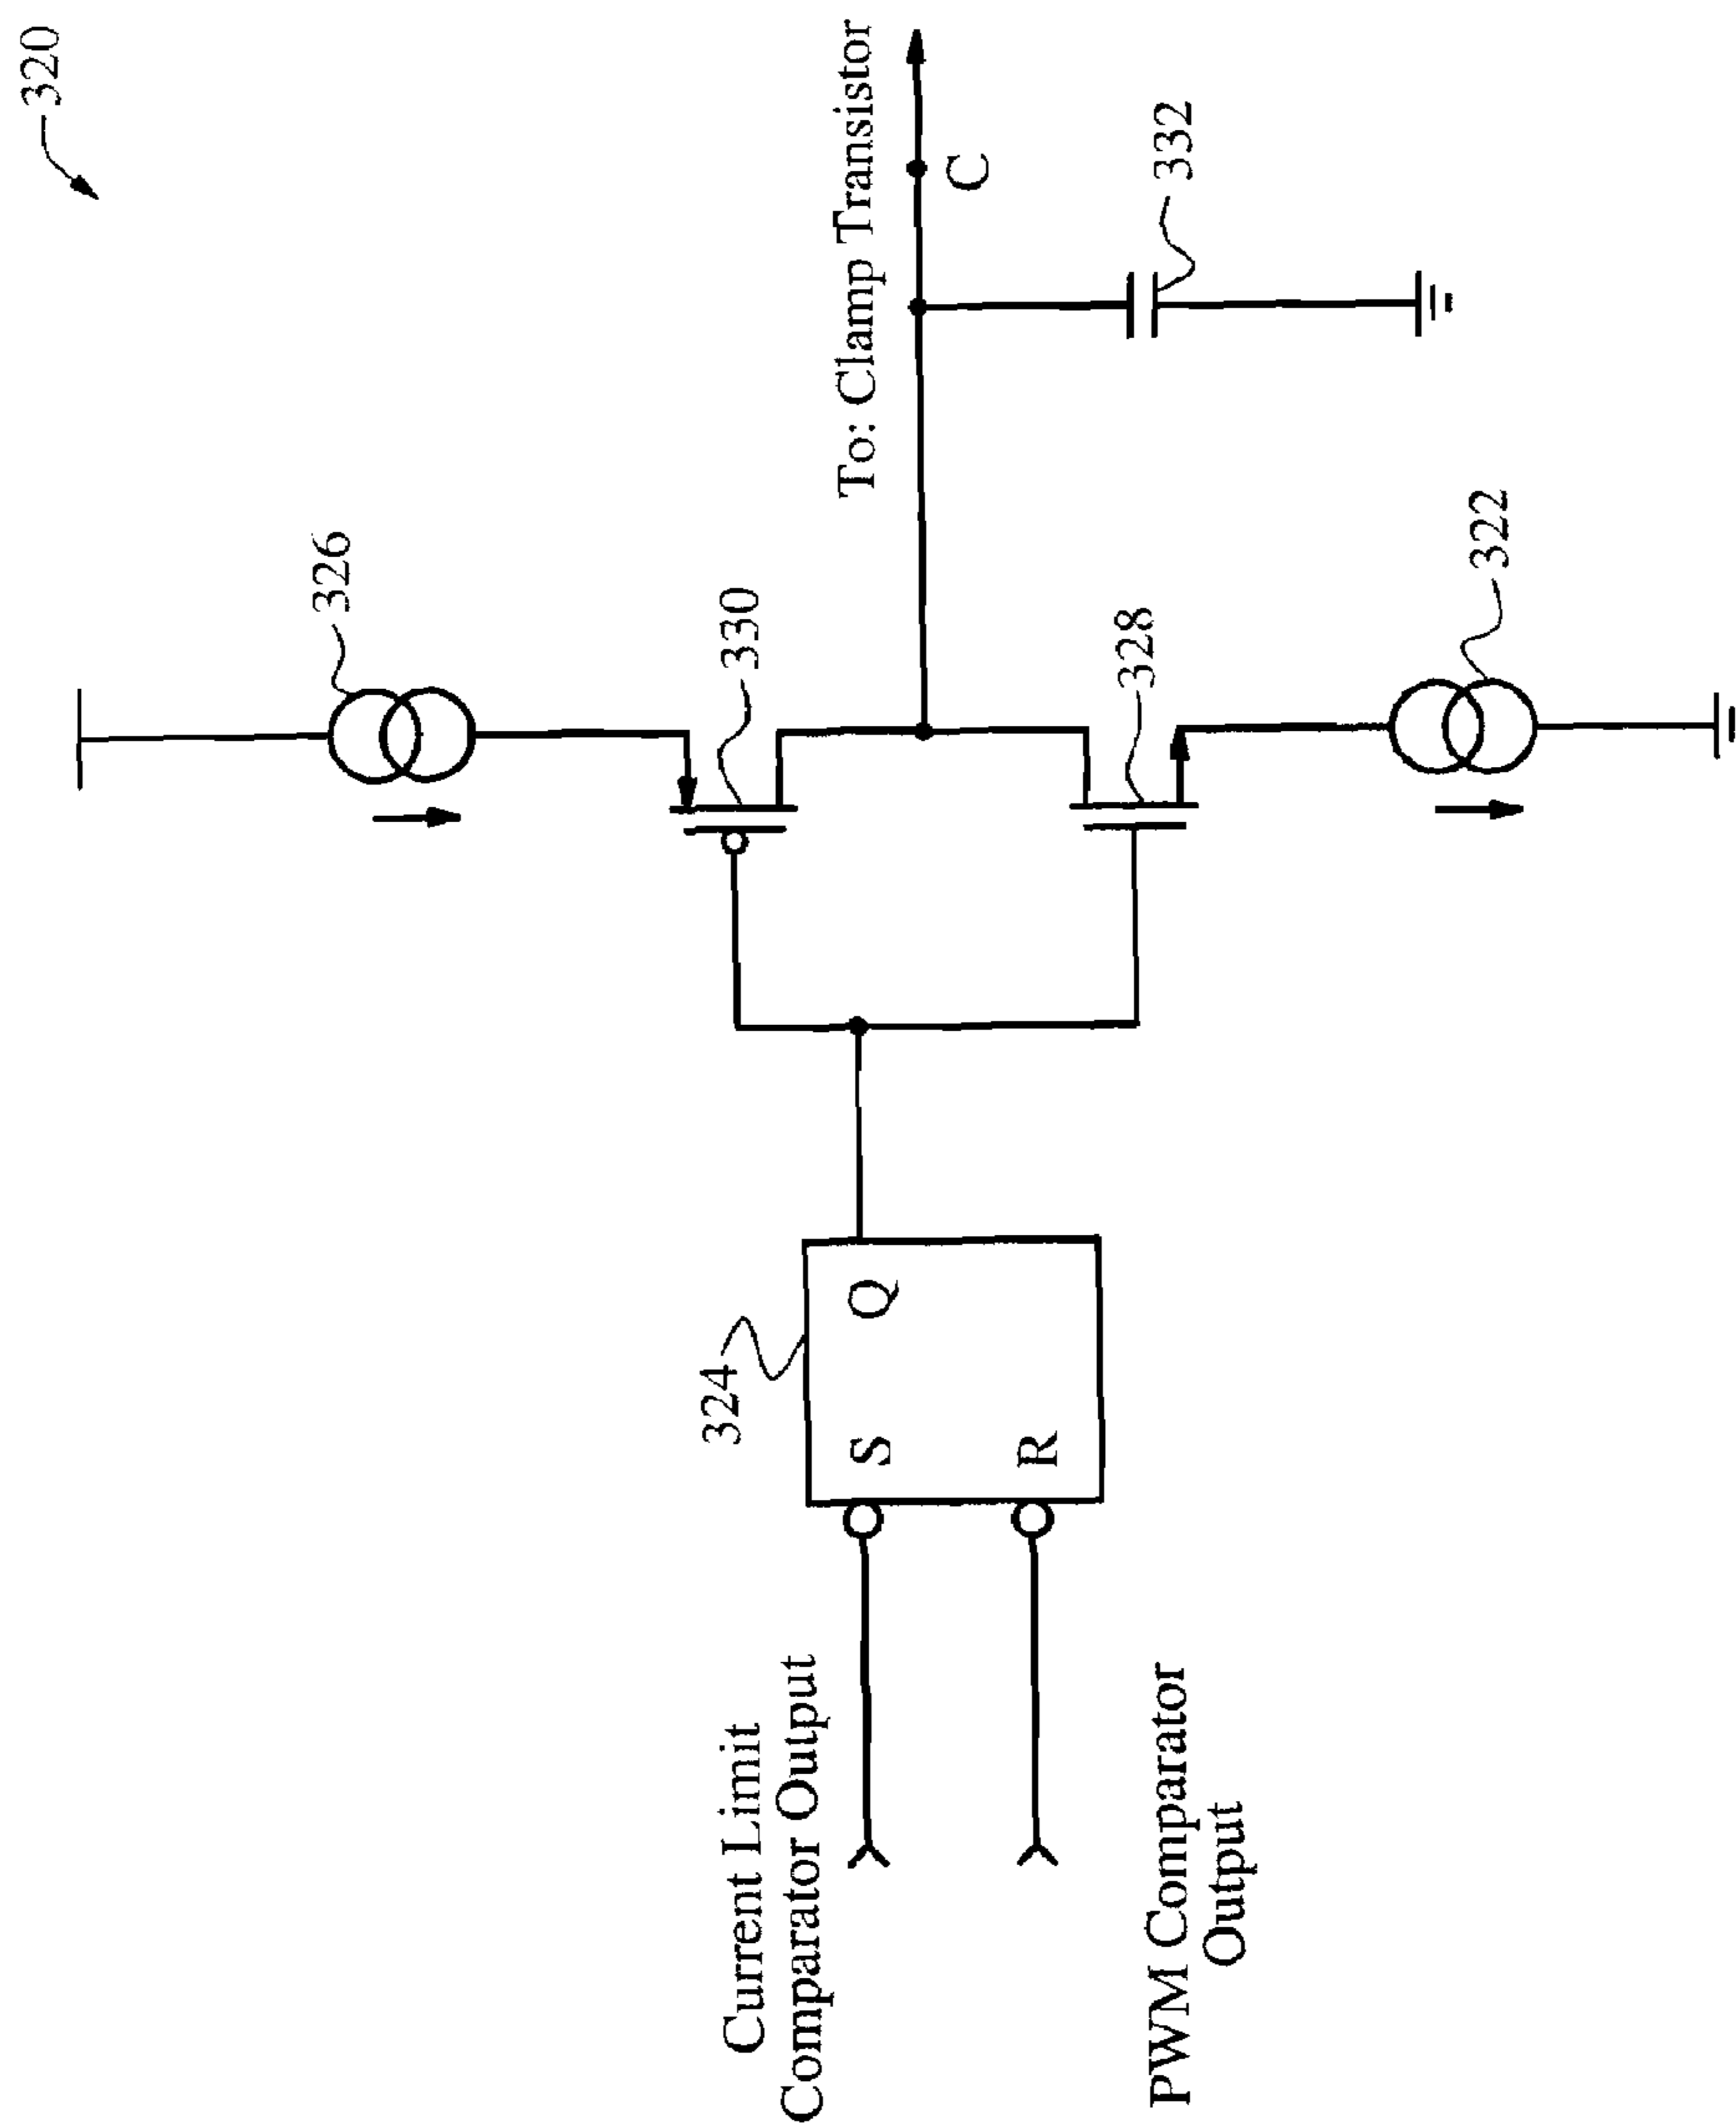 320
326
330
To: Clamp Transistor
C
332
328
322
324
S
Q
R
Current Limit
Comparator Output
PWM Comparator
Output